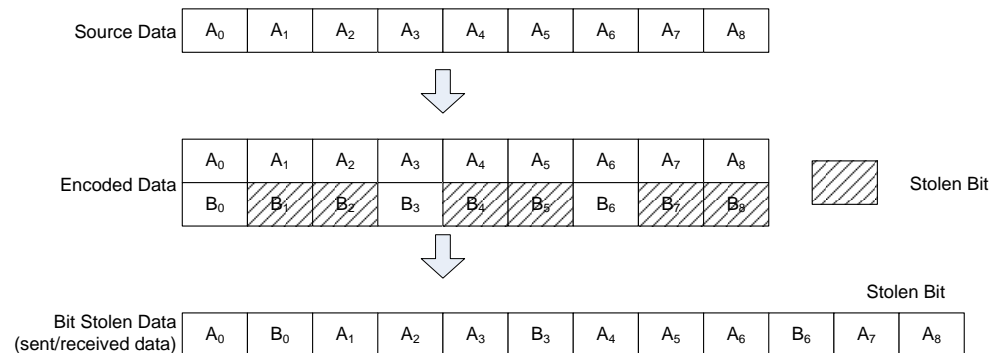 Source Data A₀ A₁ A₂ A₃ A₄ A₅ A₆ A₇ A₈
A₀ A₁ A₂ A₃ A₄ A₅ A₆ A₇ A₈
Encoded Data Stolen Bit
B₀ B₁ B₂ B₃ B₄ B₅ B₆ B₇ B₈
Stolen Bit
Bit Stolen Data
(sent/received data) A₀ B₀ A₁ A₂ A₃ B₃ A₄ A₅ A₆ B₆ A₇ A₈